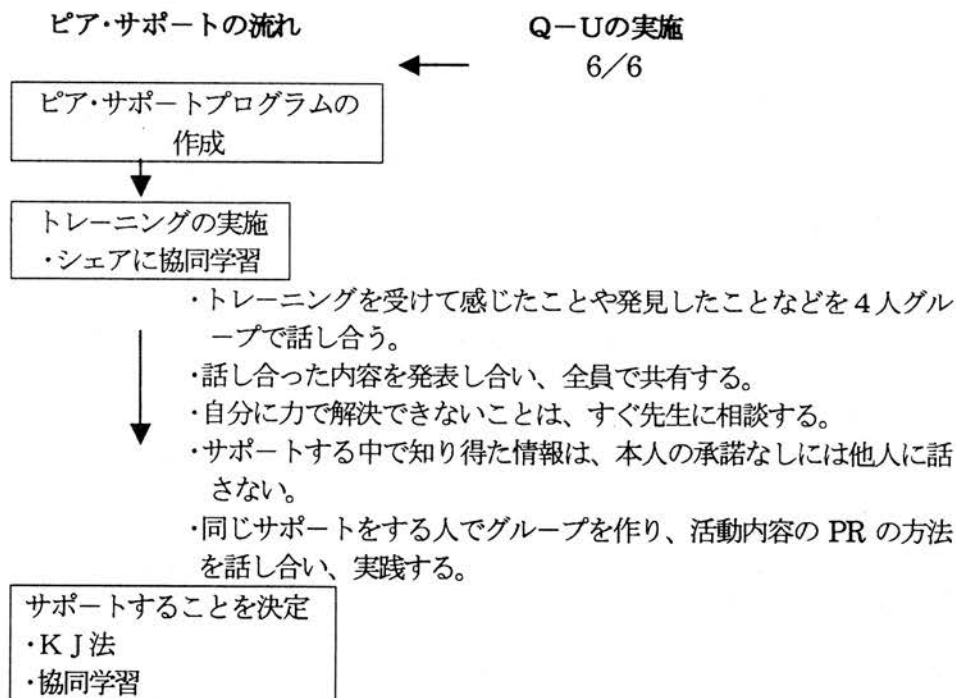 ピア・サポートの流れ
Q－Uの実施
6／6
ピア・サポートプログラムの
作成
トレーニングの実施
・シェアに協同学習
・トレーニングを受けて感じたことや発見したことなどを４人グル
ープで話し合う。
・話し合った内容を発表し合い、全員で共有する。
・自分に力で解決できないことは、すぐ先生に相談する。
・サポートする中で知り得た情報は、本人の承諾なしには他人に話
さない。
・同じサポートをする人でグループを作り、活動内容の PR の方法
を話し合い、実践する。
サポートすることを決定
・ＫＪ法
・協同学習